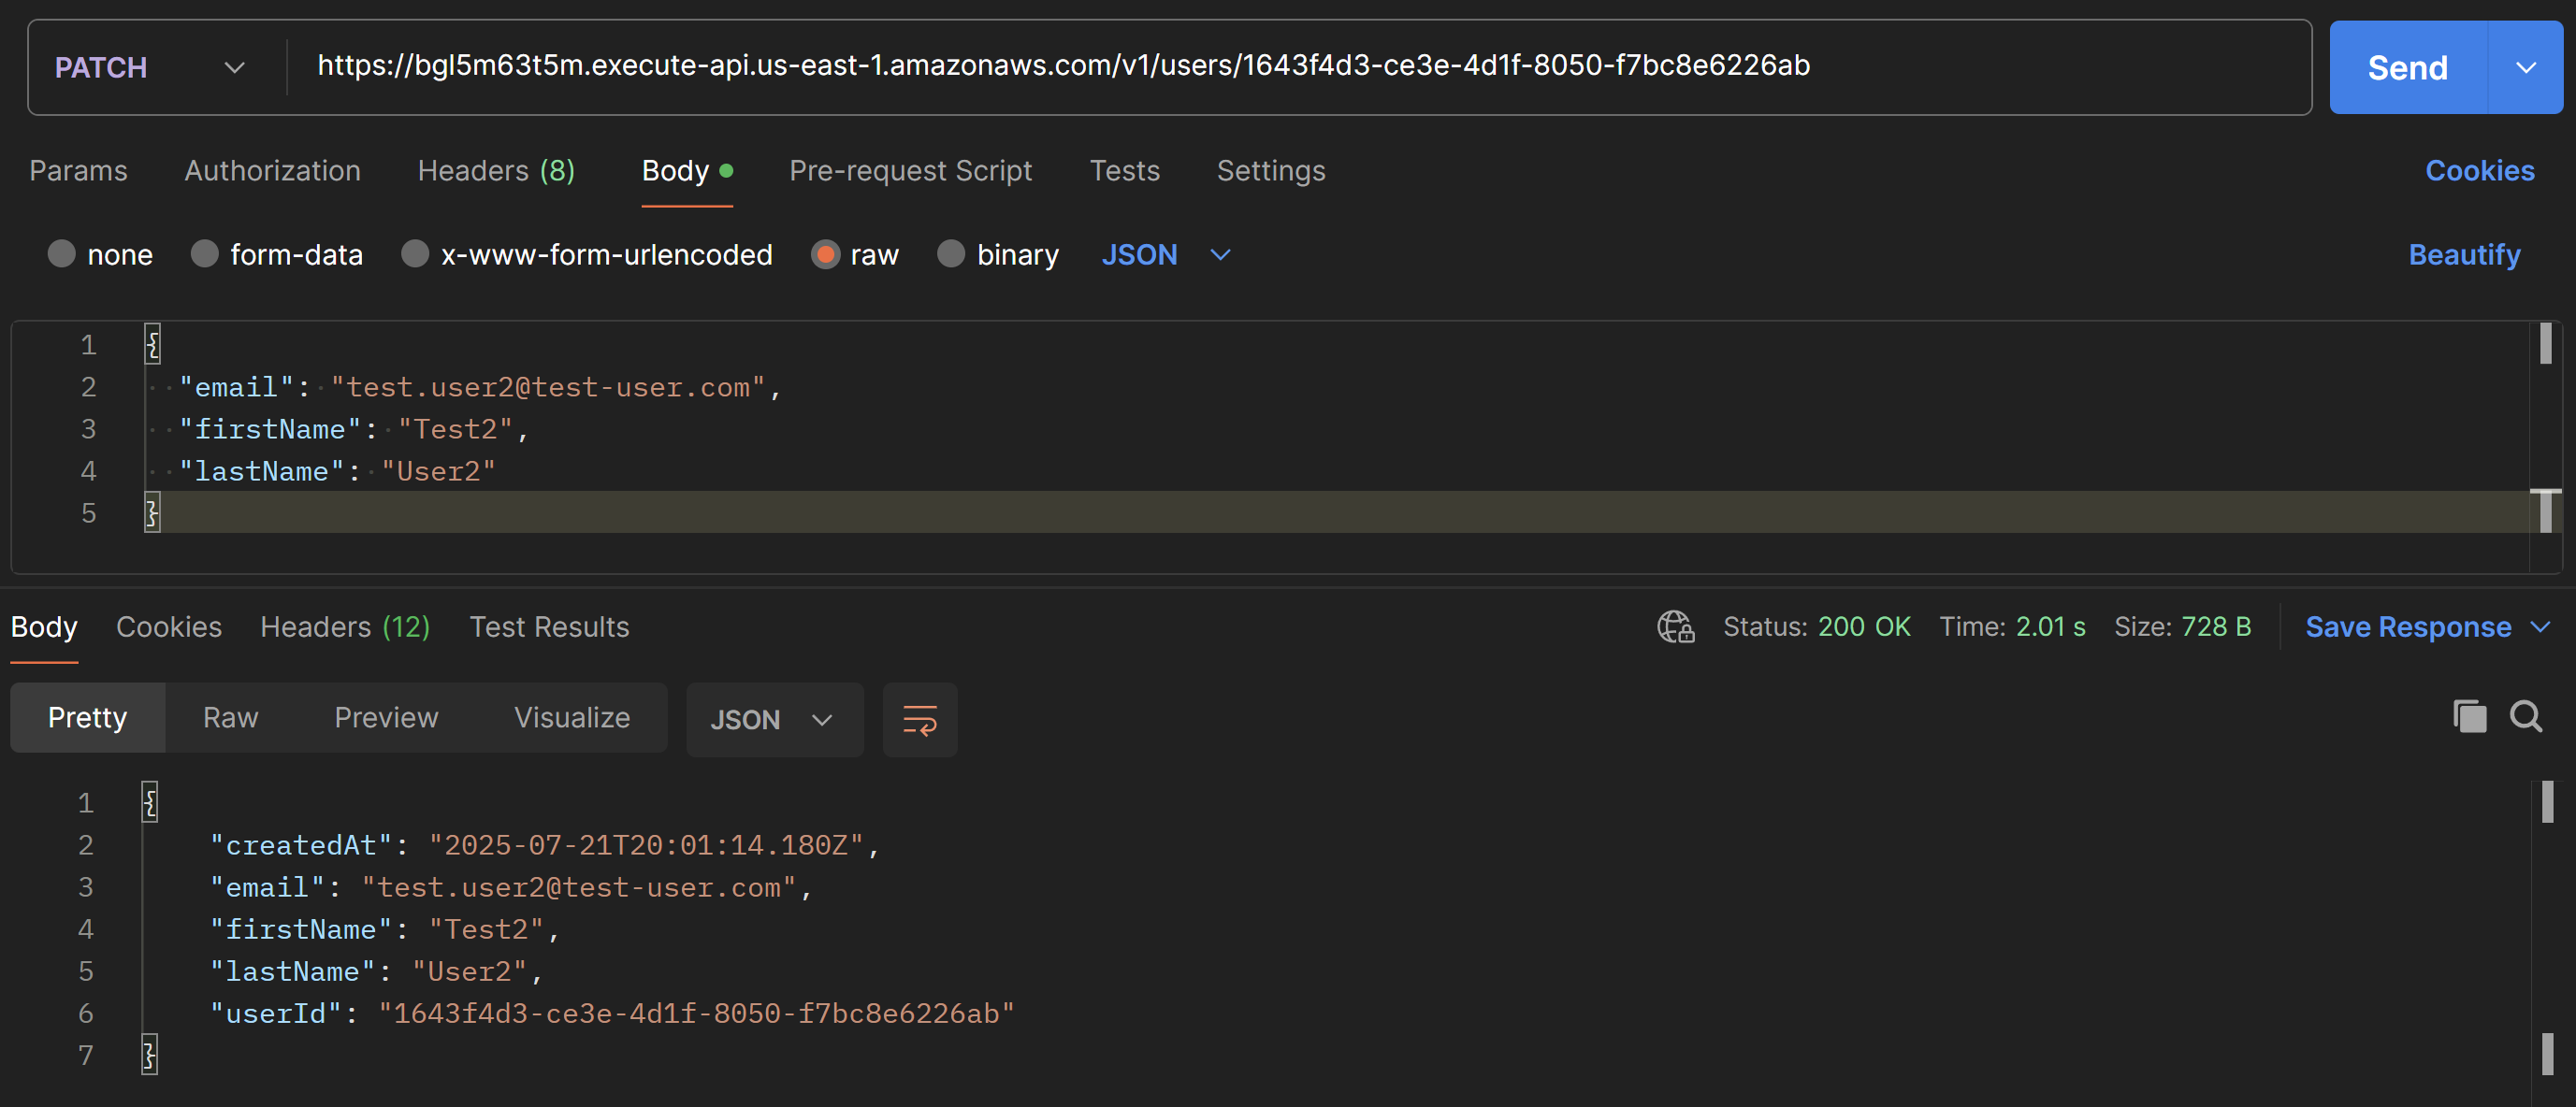 PATCH https://bgl5m63t5m.execute-api.us-east-1.amazonaws.com/v1/users/1643f4d3-ce3e-4d1f-8050-f7bc8e6226ab Send
Params Authorization Headers (8) Body Pre-request Script Tests Settings Cookies
none form-data x-www-form-urlencoded raw binary JSON Beautify
1 {
2 "email": "test.user2@test-user.com",
3 "firstName": "Test2",
4 "lastName": "User2"
5 }
Body Cookies Headers (12) Test Results Status: 200 OK Time: 2.01 s Size: 728 B Save Response
Pretty Raw Preview Visualize JSON
1 {
2 "createdAt": "2025-07-21T20:01:14.180Z",
3 "email": "test.user2@test-user.com",
4 "firstName": "Test2",
5 "lastName": "User2",
6 "userId": "1643f4d3-ce3e-4d1f-8050-f7bc8e6226ab"
7 }